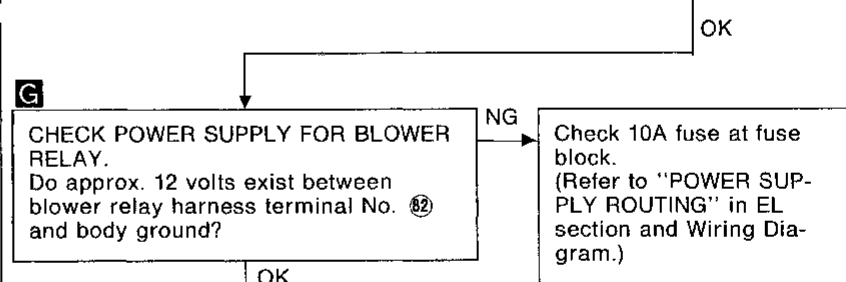 OK
G
CHECK POWER SUPPLY FOR BLOWER
RELAY.
Do approx. 12 volts exist between
blower relay harness terminal No. 82
and body ground?
NG
Check 10A fuse at fuse
block.
(Refer to "POWER SUP-
PLY ROUTING" in EL
section and Wiring Dia-
gram.)
OK